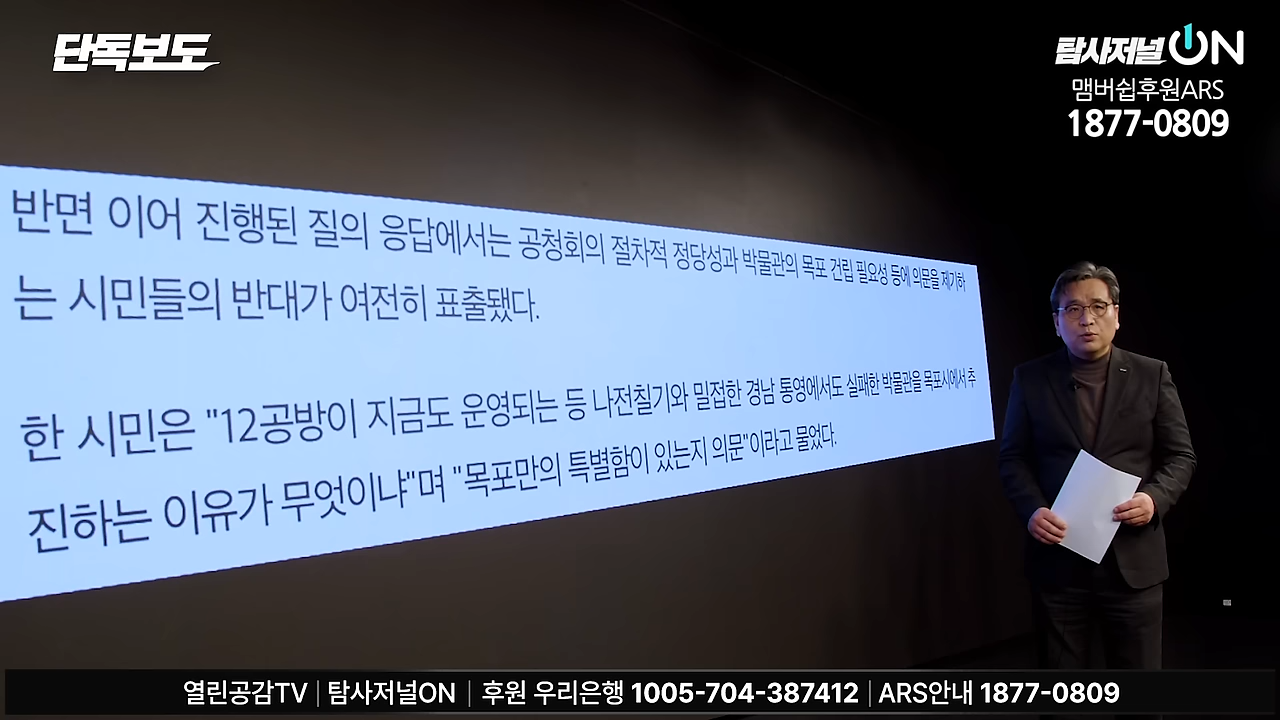 단독보도
탐사저널ON
맴버쉽후원ARS
1877-0809
반면 이어 진행된 질의 응답에서는 공청회의 절차적 정당성과 박물관의 목포 건립 필요성 등에 의문을 제기하
는 시민들의 반대가 여전히 표출됐다.
한 시민은 "12공방이 지금도 운영되는 등 나전칠기와 밀접한 경남 통영에서도 실패한 박물관을 목포시에서 추
진하는 이유가 무엇이냐"며 "목포만의 특별함이 있는지 의문"이라고 물었다.
열린공감TV | 탐사저널ON | 후원 우리은행 1005-704-387412 | ARS안내 1877-0809